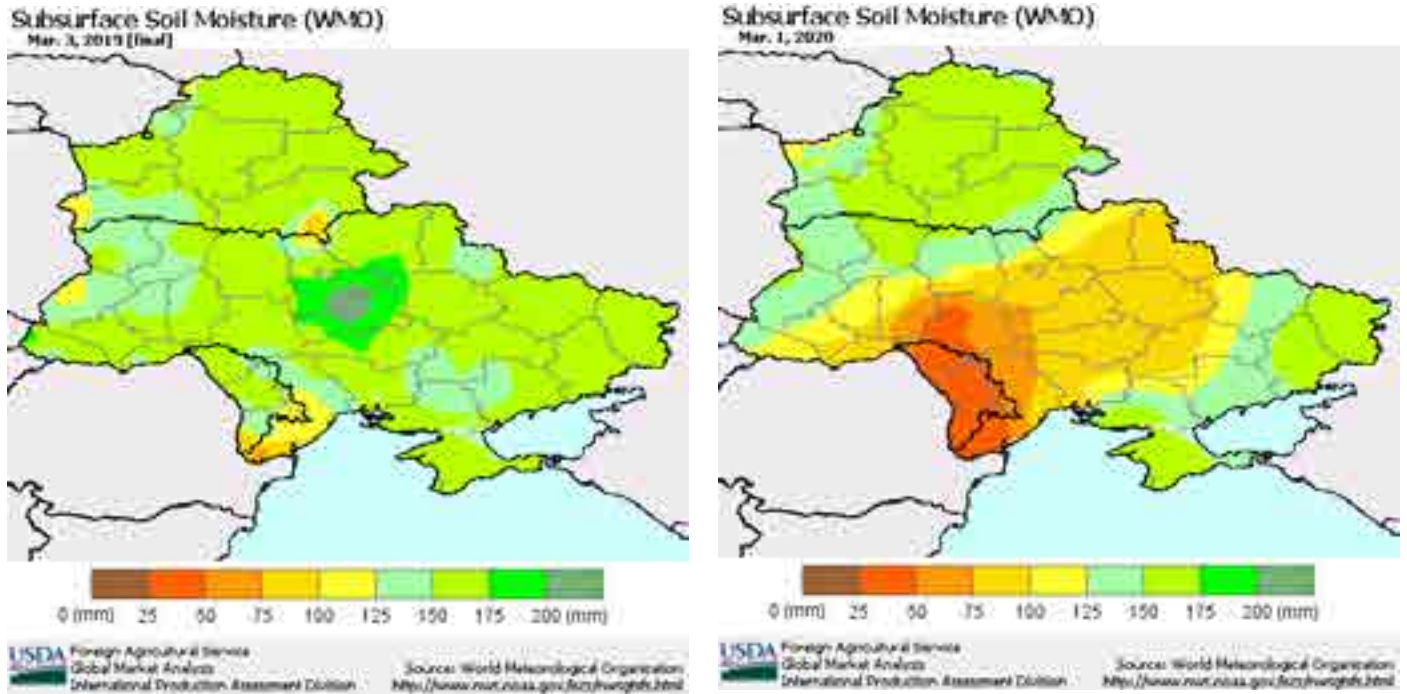 Subsurface Soil Moisture (WMO)
Mar. 3, 2019 [final]
0 (mm) 25 50 75 100 125 150 175 200 (mm)
USDA
Foreign Agricultural Service
Global Market Analysis
International Production Assessment Division
Source: World Meteorological Organization
Subsurface Soil Moisture (WMO)
Mar. 1, 2020
0 (mm) 25 50 75 100 125 150 175 200 (mm)
USDA
Foreign Agricultural Service
Global Market Analysis
International Production Assessment Division
Source: World Meteorological Organization